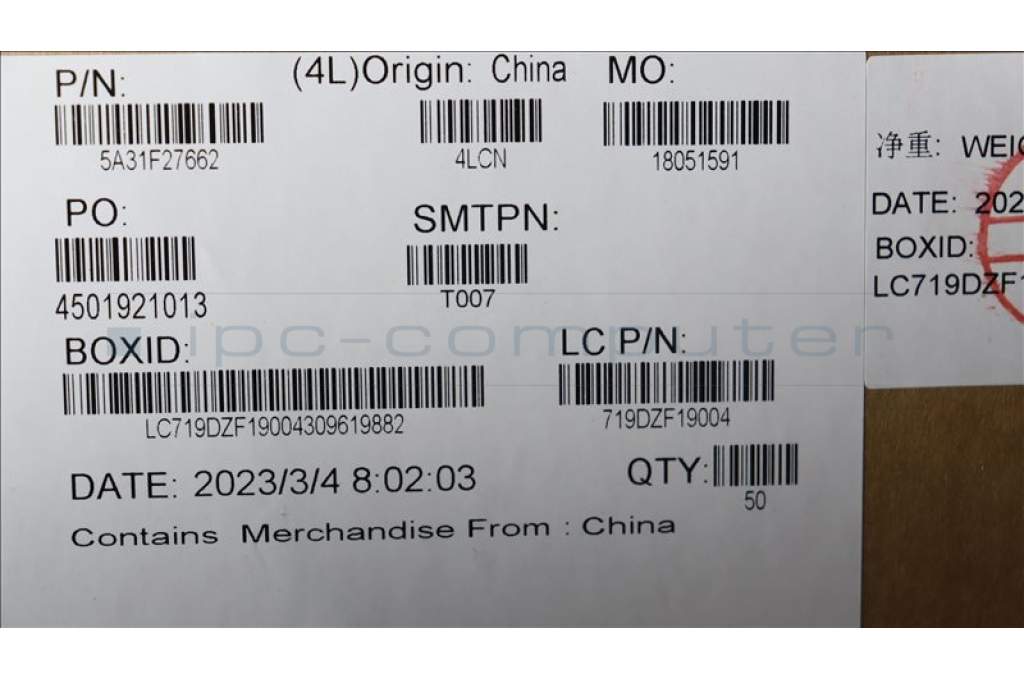 P/N:
(4L)Origin: China
MO:
5A31F27662
4LCN
18051591
PO:
SMTPN:
4501921013
T007
BOXID:
LC P/N:
LC719DZF19004309619882
719DZF19004
DATE: 2023/3/4 8:02:03
QTY:
50
Contains Merchandise From : China
ipc-computer
净重:
DATE: 202
BOXID:
LC719DZF1